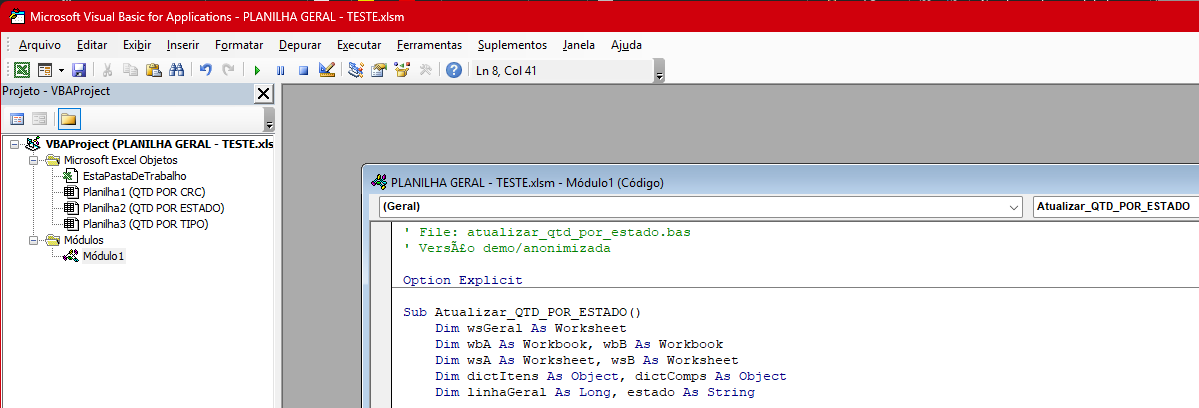 Microsoft Visual Basic for Applications - PLANILHA GERAL - TESTE.xlsm
Arquivo Editar Exibir Inserir Formatar Depurar Executar Ferramentas Suplementos Janela Ajuda
Ln 8, Col 41
Projeto - VBAProject
VBAProject (PLANILHA GERAL - TESTE.xls
Microsoft Excel Objetos
EstaPastaDeTrabalho
Planilha1 (QTD POR CRC)
Planilha2 (QTD POR ESTADO)
Planilha3 (QTD POR TIPO)
Módulos
Módulo1
PLANILHA GERAL - TESTE.xlsm - Módulo1 (Código)
(Geral) Atualizar_QTD_POR_ESTADO
' File: atualizar_qtd_por_estado.bas
' Versão demo/anonimizada
Option Explicit
Sub Atualizar_QTD_POR_ESTADO()
Dim wsGeral As Worksheet
Dim wbA As Workbook, wbB As Workbook
Dim wsA As Worksheet, wsB As Worksheet
Dim dictItens As Object, dictComps As Object
Dim linhaGeral As Long, estado As String